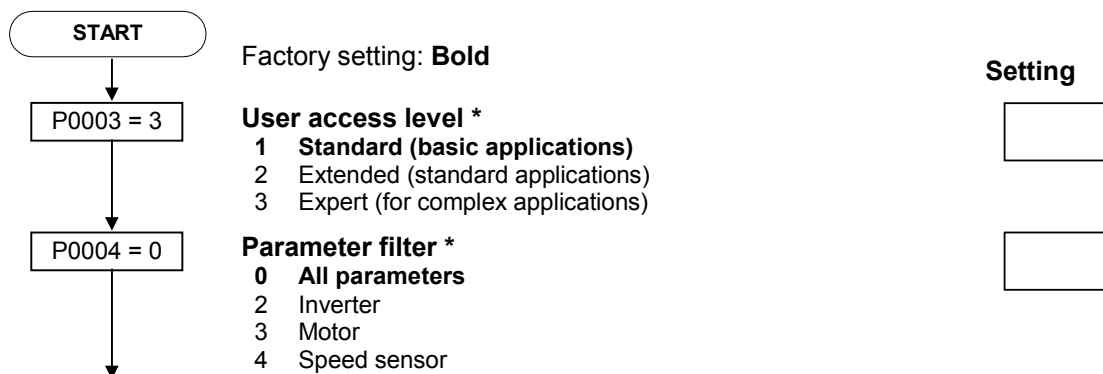 START
Factory setting: Bold
Setting
P0003 = 3
User access level *
1 Standard (basic applications)
2 Extended (standard applications)
3 Expert (for complex applications)
P0004 = 0
Parameter filter *
0 All parameters
2 Inverter
3 Motor
4 Speed sensor